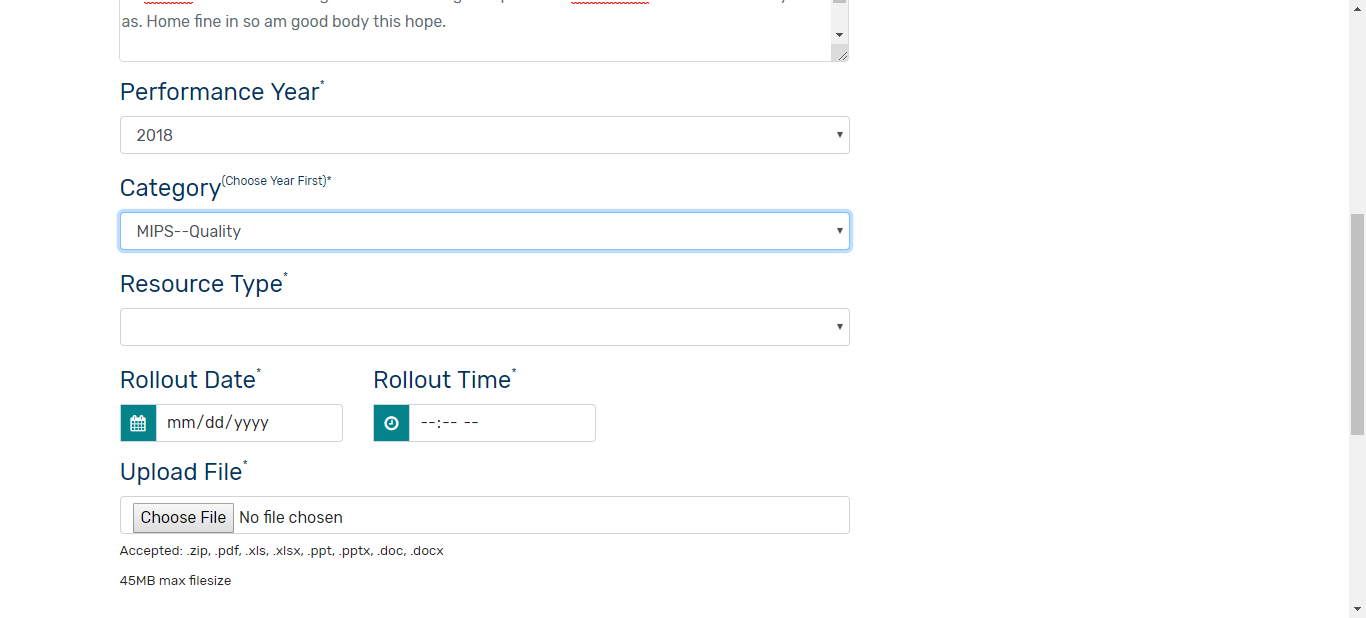 as. Home fine in so am good body this hope.
Performance Year*
2018
Category(Choose Year First)*
MIPS--Quality
Resource Type*
Rollout Date* Rollout Time*
mm/dd/yyyy --:-- --
Upload File*
Choose File No file chosen
Accepted: .zip, .pdf, .xls, .xlsx, .ppt, .pptx, .doc, .docx
45MB max filesize